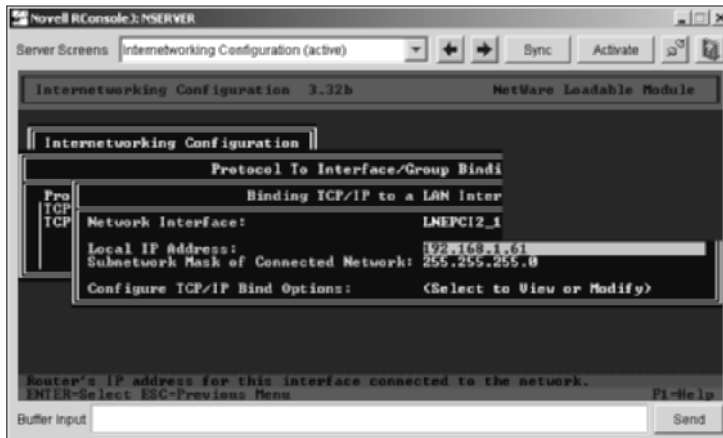 Novell RConsoleJ: NSERVER
Server Screens Internetworking Configuration (active) Sync Activate
Internetworking Configuration 3.32b NetWare Loadable Module
Internetworking Configuration
Protocol To Interface/Group Bindi
Pro Binding TCP/IP to a LAN Inter
TCP
TCP Network Interface: LNEPCI2_1
Local IP Address: 192.168.1.61
Subnetwork Mask of Connected Network: 255.255.255.0
Configure TCP/IP Bind Options: (Select to View or Modify)
Router's IP address for this interface connected to the network.
ENTER=Select ESC=Previous Menu F1=Help
Buffer Input Send